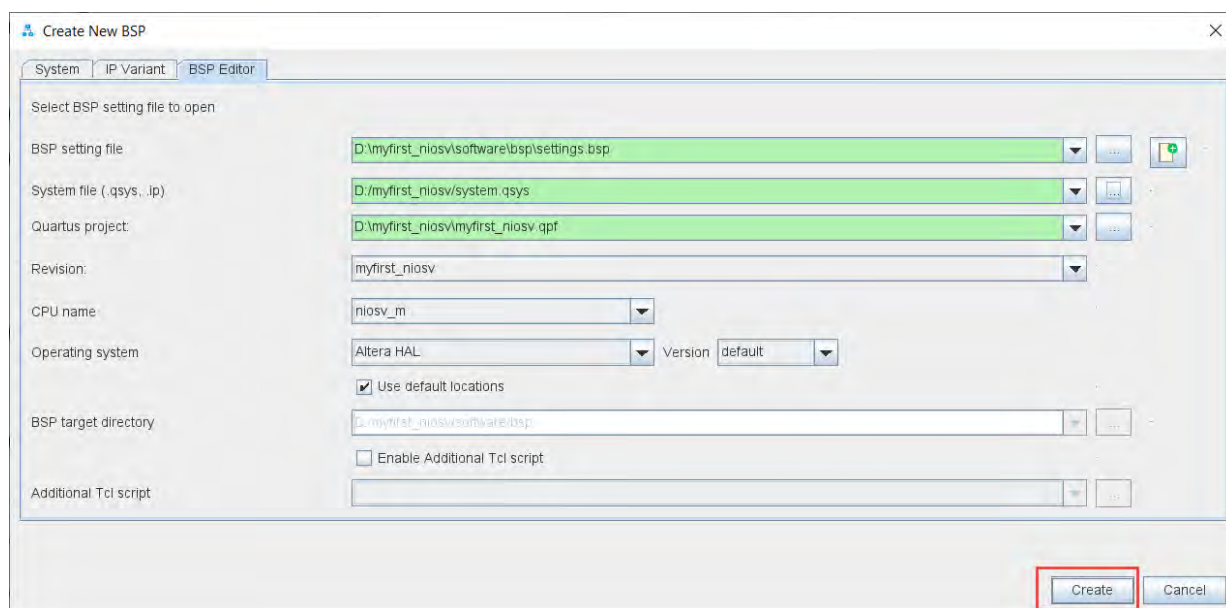 Create New BSP
System IP Variant BSP Editor
Select BSP setting file to open
BSP setting file D:\myfirst_niosv\software\bsp\settings.bsp ...
System file (.qsys, .ip) D:/myfirst_niosv/system.qsys ...
Quartus project: D:\myfirst_niosv\myfirst_niosv.qpf ...
Revision: myfirst_niosv
CPU name niosv_m
Operating system Altera HAL Version default
Use default locations
BSP target directory D:/myfirst_niosv/software/bsp ...
Enable Additional Tcl script
Additional Tcl script ...
Create Cancel